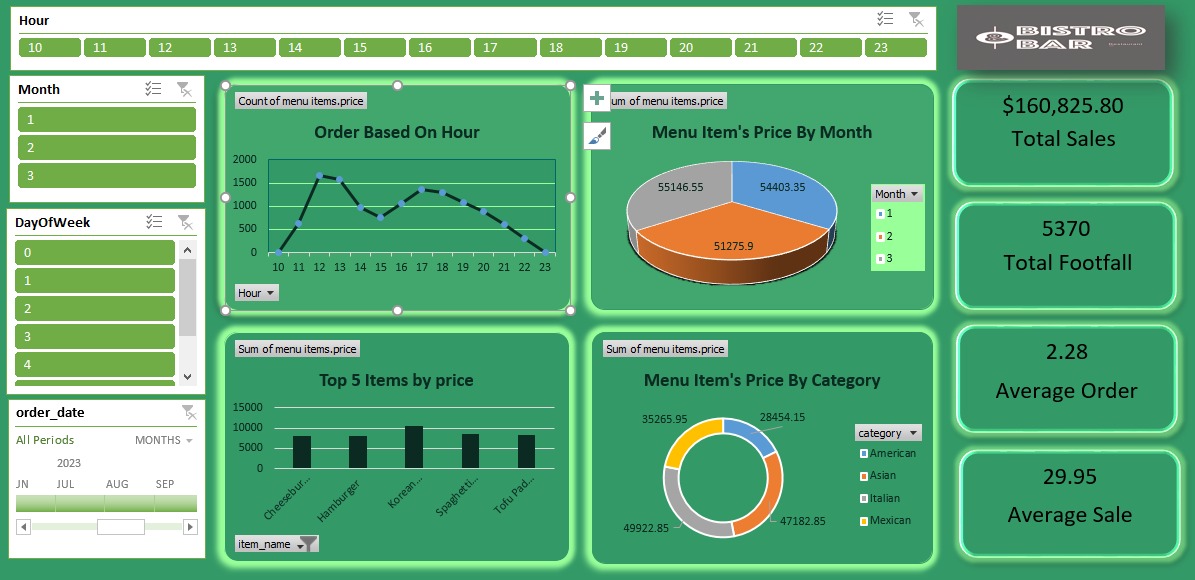 Hour
10 11 12 13 14 15 16 17 18 19 20 21 22 23
BISTRO
BAR
Month
1
2
3
DayOfWeek
0
1
2
3
4
order_date
All Periods MONTHS
2023
JN JUL AUG SEP
Count of menu items.price
Order Based On Hour
2000
1500
1000
500
0
10 11 12 13 14 15 16 17 18 19 20 21 22 23
Hour
um of menu items.price
Menu Item's Price By Month
55146.55 54403.35
51275.9
Month
1
2
3
Sum of menu items.price
Top 5 Items by price
15000
10000
5000
0
Cheesebur... Hamburger Korean... Spaghetti... Tofu Pad...
item_name
Sum of menu items.price
Menu Item's Price By Category
35265.95 28454.15
49922.85 47182.85
category
American
Asian
Italian
Mexican
$160,825.80
Total Sales
5370
Total Footfall
2.28
Average Order
29.95
Average Sale